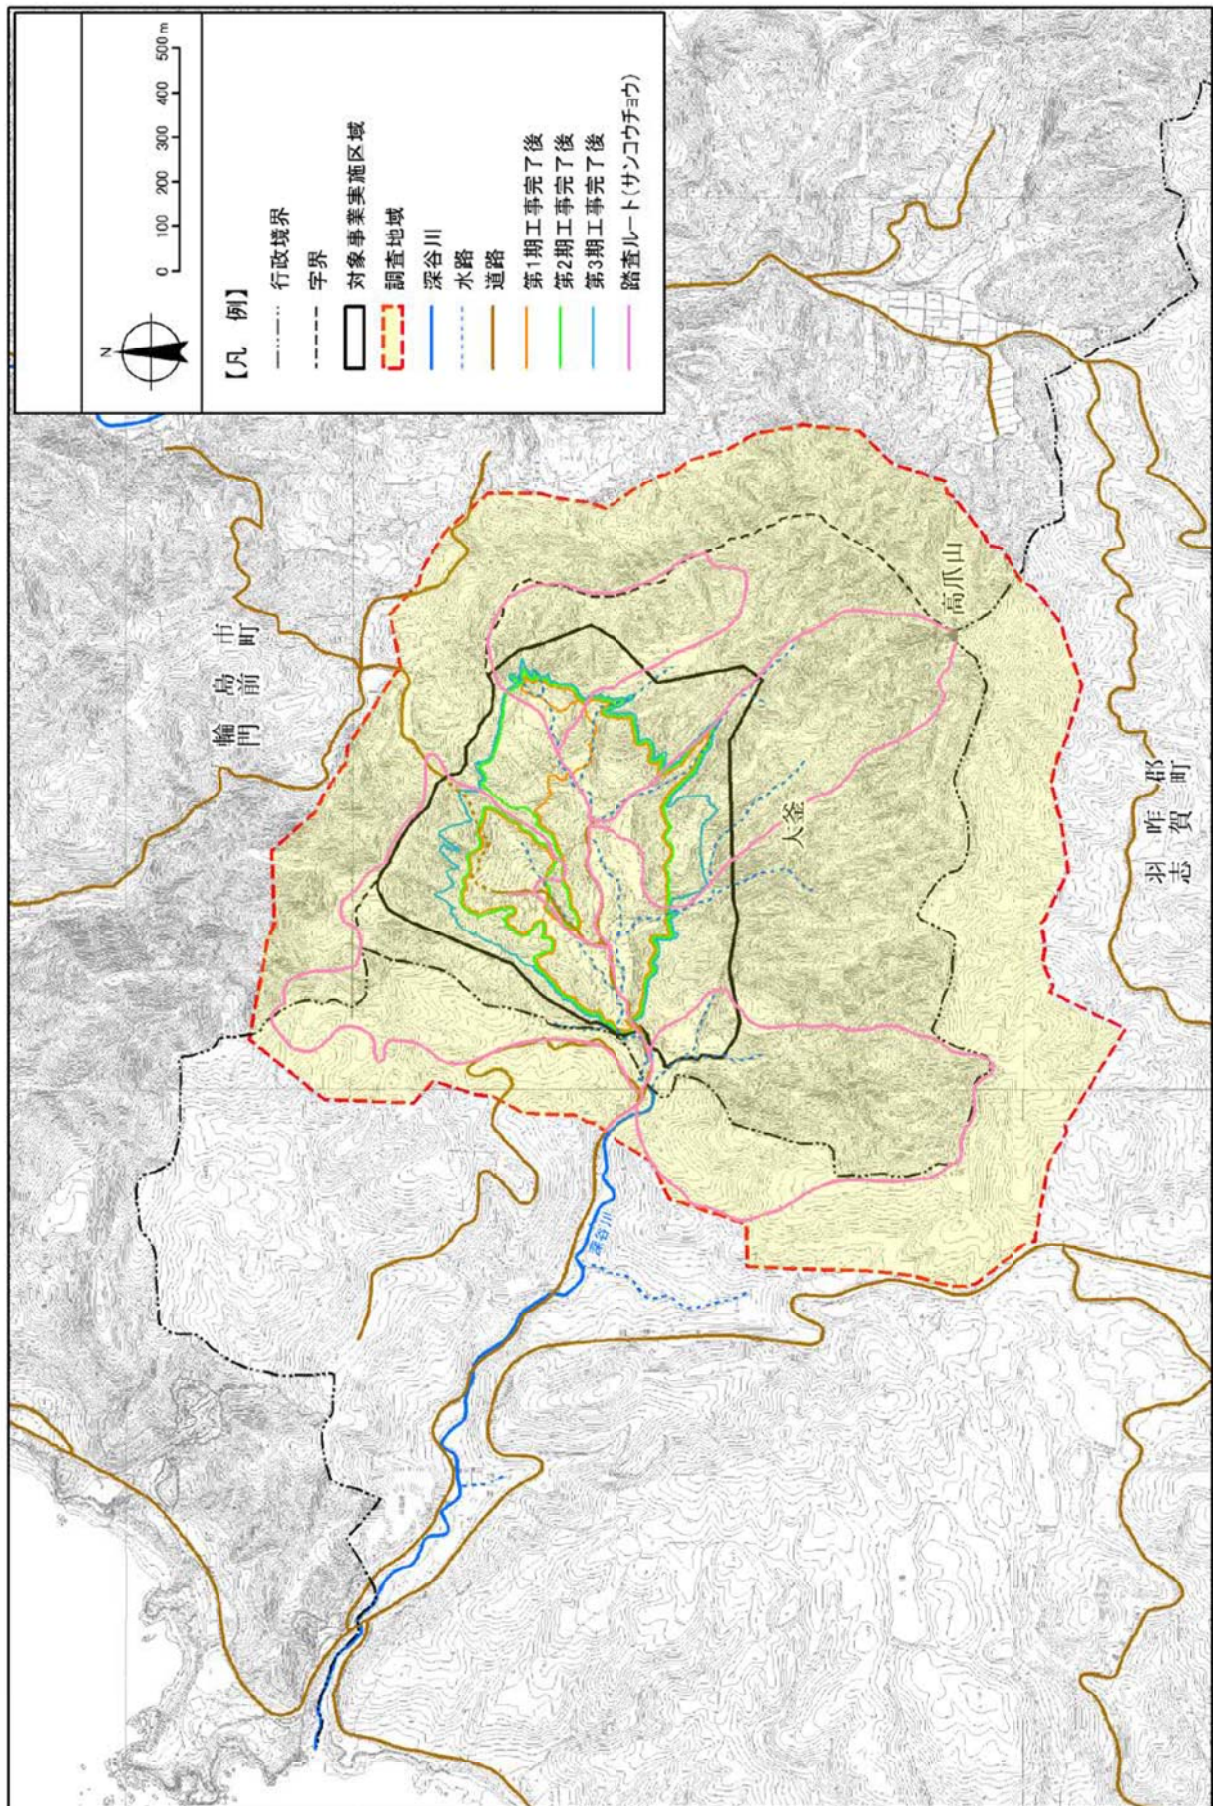 N
0 100 200 300 400 500m
【凡 例】
行政境界
字界
対象事業実施区域
調査地域
深谷川
水路
道路
第1期工事完了後
第2期工事完了後
第3期工事完了後
踏査ルート(サンコウチョウ)
輪島市
門前町
大釜
高爪山
羽咋郡
志賀町
深谷川